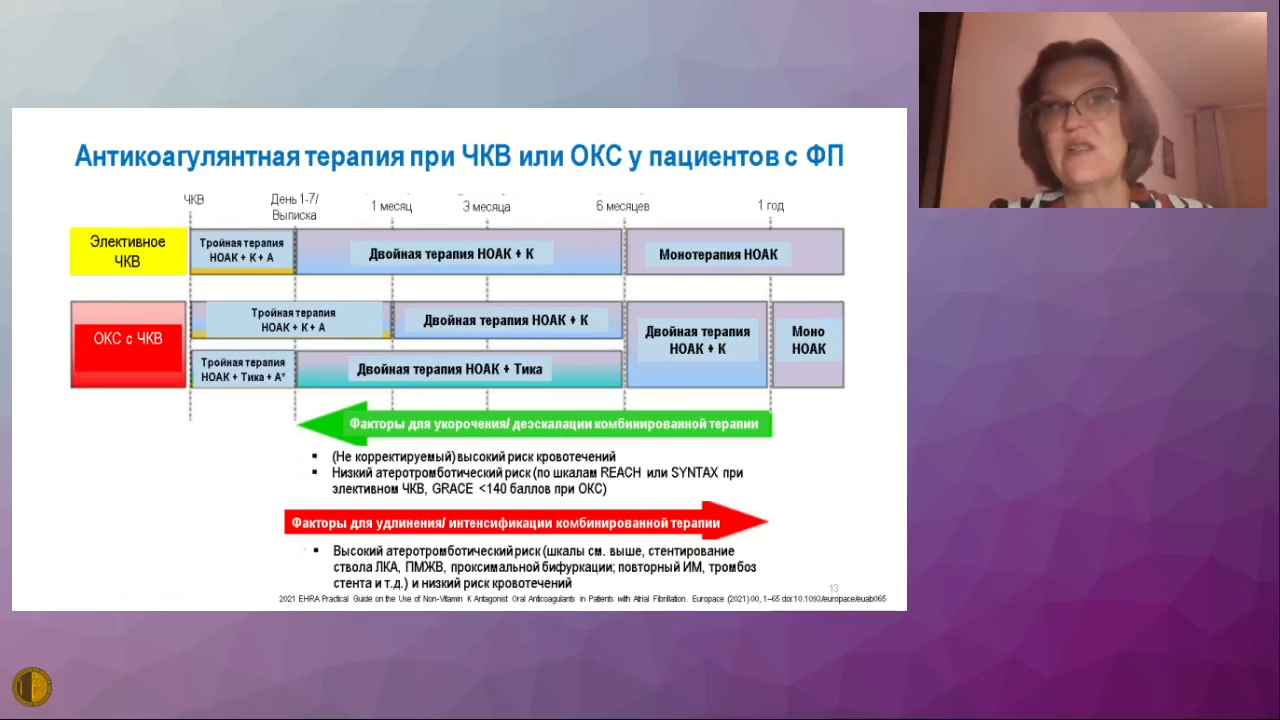 Антикоагулянтная терапия при ЧКВ или ОКС у пациентов с ФП
ЧКВ
День 1-7/
Выписка
1 месяц
3 месяца
6 месяцев
1 год
Элективное
ЧКВ
Тройная терапия
НОАК + К + А
Двойная терапия НОАК + К
Монотерапия НОАК
ОКС с ЧКВ
Тройная терапия
НОАК + К + А
Двойная терапия НОАК + К
Тройная терапия
НОАК + Тика + А*
Двойная терапия НОАК + Тика
Двойная терапия
НОАК + К
Моно
НОАК
Факторы для укорочения/ деэскалации комбинированной терапии
▪ (Не корректируемый) высокий риск кровотечений
▪ Низкий атеротромботический риск (по шкалам REACH или SYNTAX при
элективном ЧКВ, GRACE <140 баллов при ОКС)
Факторы для удлинения/ интенсификации комбинированной терапии
▪ Высокий атеротромботический риск (шкалы см. выше, стентирование
ствола ЛКА, ПМЖВ, проксимальной бифуркации; повторный ИМ, тромбоз
стента и т.д.) и низкий риск кровотечений
13
2021 EHRA Practical Guide on the Use of Non-Vitamin K Antagonist Oral Anticoagulants in Patients with Atrial Fibrillation. Europace (2021) 00, 1–65 doi:10.1093/europace/euab065